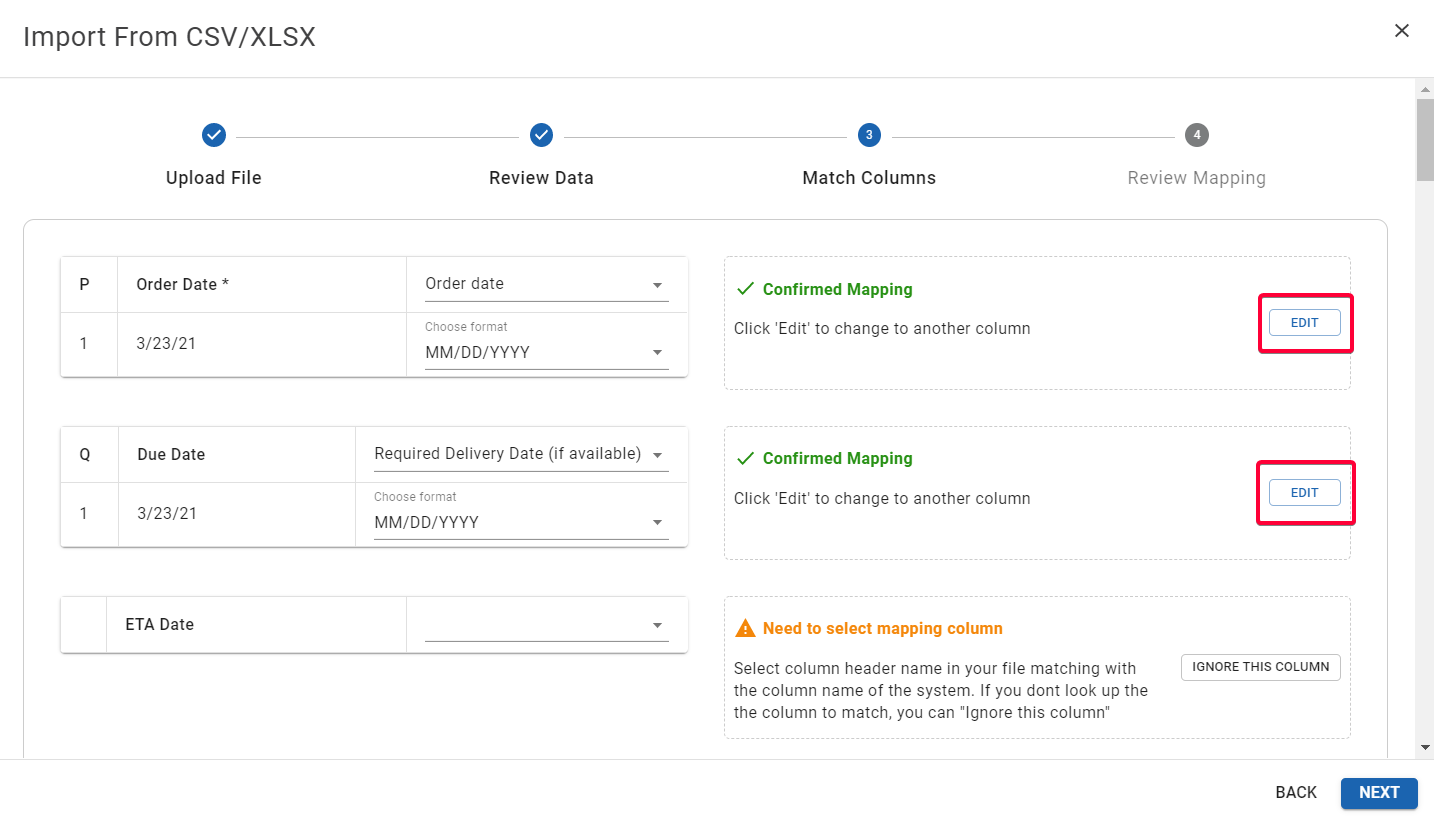 Import From CSV/XLSX
3
4
Upload File
Review Data
Match Columns
Review Mapping
P
Order Date *
Order date
1
3/23/21
Choose format
MM/DD/YYYY
Confirmed Mapping
Click 'Edit' to change to another column
EDIT
Q
Due Date
Required Delivery Date (if available)
1
3/23/21
Choose format
MM/DD/YYYY
Confirmed Mapping
Click 'Edit' to change to another column
EDIT
ETA Date
Need to select mapping column
Select column header name in your file matching with
the column name of the system. If you dont look up the
the column to match, you can "Ignore this column"
IGNORE THIS COLUMN
BACK
NEXT